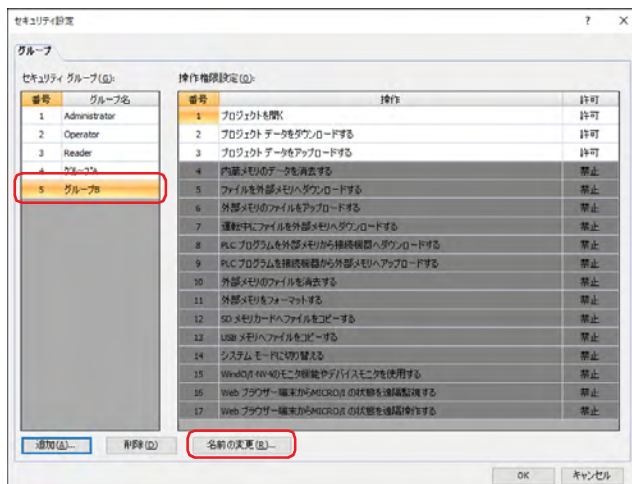 セキュリティ設定 ? ×
グループ
セキュリティ グループ(G): 操作権限設定(O):
番号 グループ名
1 Administrator
2 Operator
3 Reader
4 グループA
5 グループB
番号 操作 許可
1 プロジェクトを開く 許可
2 プロジェクト データをダウンロードする 許可
3 プロジェクト データをアップロードする 許可
4 内蔵メモリのデータを消去する 禁止
5 ファイルを外部メモリへダウンロードする 禁止
6 外部メモリのファイルをアップロードする 禁止
7 運転中にファイルを外部メモリへダウンロードする 禁止
8 PLC プログラムを外部メモリから接続機器へダウンロードする 禁止
9 PLC プログラムを接続機器から外部メモリへアップロードする 禁止
10 外部メモリのファイルを消去する 禁止
11 外部メモリをフォーマットする 禁止
12 SD メモリカードへファイルをコピーする 禁止
13 USB メモリへファイルをコピーする 禁止
14 システム モードに切り替える 禁止
15 WindO/I-NV4のモニタ機能やデバイスモニタを使用する 禁止
16 Web ブラウザー端末からMICRO/I の状態を遠隔監視する 禁止
17 Web ブラウザー端末からMICRO/I の状態を遠隔操作する 禁止
追加(A)... 削除(D) 名前の変更(R)...
OK キャンセル